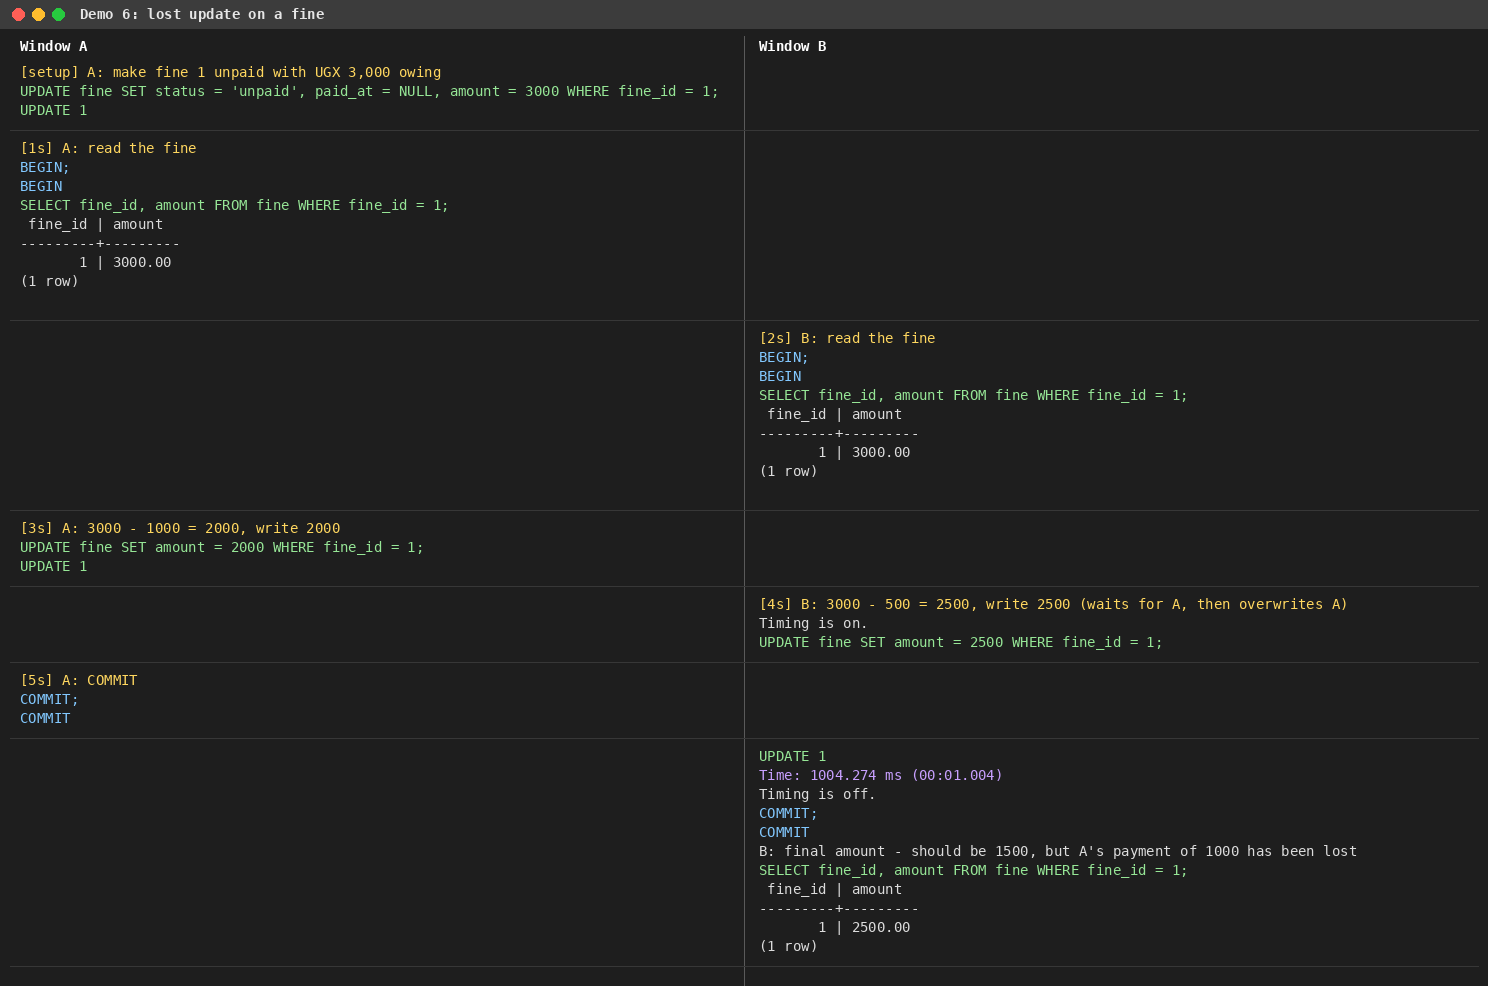 Demo 6: lost update on a fine
Window A
Window B
[setup] A: make fine 1 unpaid with UGX 3,000 owing
UPDATE fine SET status = 'unpaid', paid_at = NULL, amount = 3000 WHERE fine_id = 1;
UPDATE 1
[1s] A: read the fine
BEGIN;
BEGIN
SELECT fine_id, amount FROM fine WHERE fine_id = 1;
 fine_id | amount
---------+---------
       1 | 3000.00
(1 row)
[2s] B: read the fine
BEGIN;
BEGIN
SELECT fine_id, amount FROM fine WHERE fine_id = 1;
 fine_id | amount
---------+---------
       1 | 3000.00
(1 row)
[3s] A: 3000 - 1000 = 2000, write 2000
UPDATE fine SET amount = 2000 WHERE fine_id = 1;
UPDATE 1
[4s] B: 3000 - 500 = 2500, write 2500 (waits for A, then overwrites A)
Timing is on.
UPDATE fine SET amount = 2500 WHERE fine_id = 1;
[5s] A: COMMIT
COMMIT;
COMMIT
UPDATE 1
Time: 1004.274 ms (00:01.004)
Timing is off.
COMMIT;
COMMIT
B: final amount - should be 1500, but A's payment of 1000 has been lost
SELECT fine_id, amount FROM fine WHERE fine_id = 1;
 fine_id | amount
---------+---------
       1 | 2500.00
(1 row)